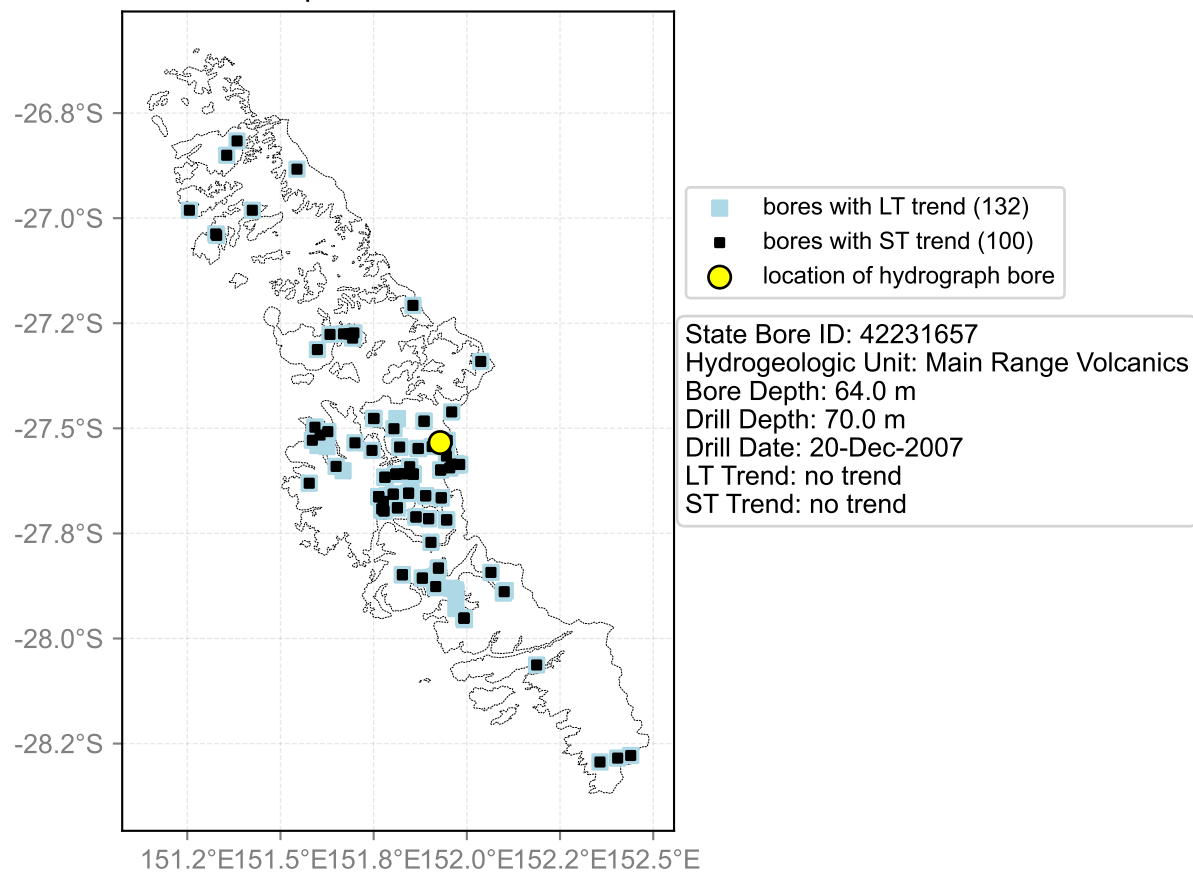 -26.8°S
-27.0°S
-27.2°S
-27.5°S
-27.8°S
-28.0°S
-28.2°S
151.2°E151.5°E151.8°E152.0°E152.2°E152.5°E
bores with LT trend (132)
bores with ST trend (100)
location of hydrograph bore
State Bore ID: 42231657
Hydrogeologic Unit: Main Range Volcanics
Bore Depth: 64.0 m
Drill Depth: 70.0 m
Drill Date: 20-Dec-2007
LT Trend: no trend
ST Trend: no trend